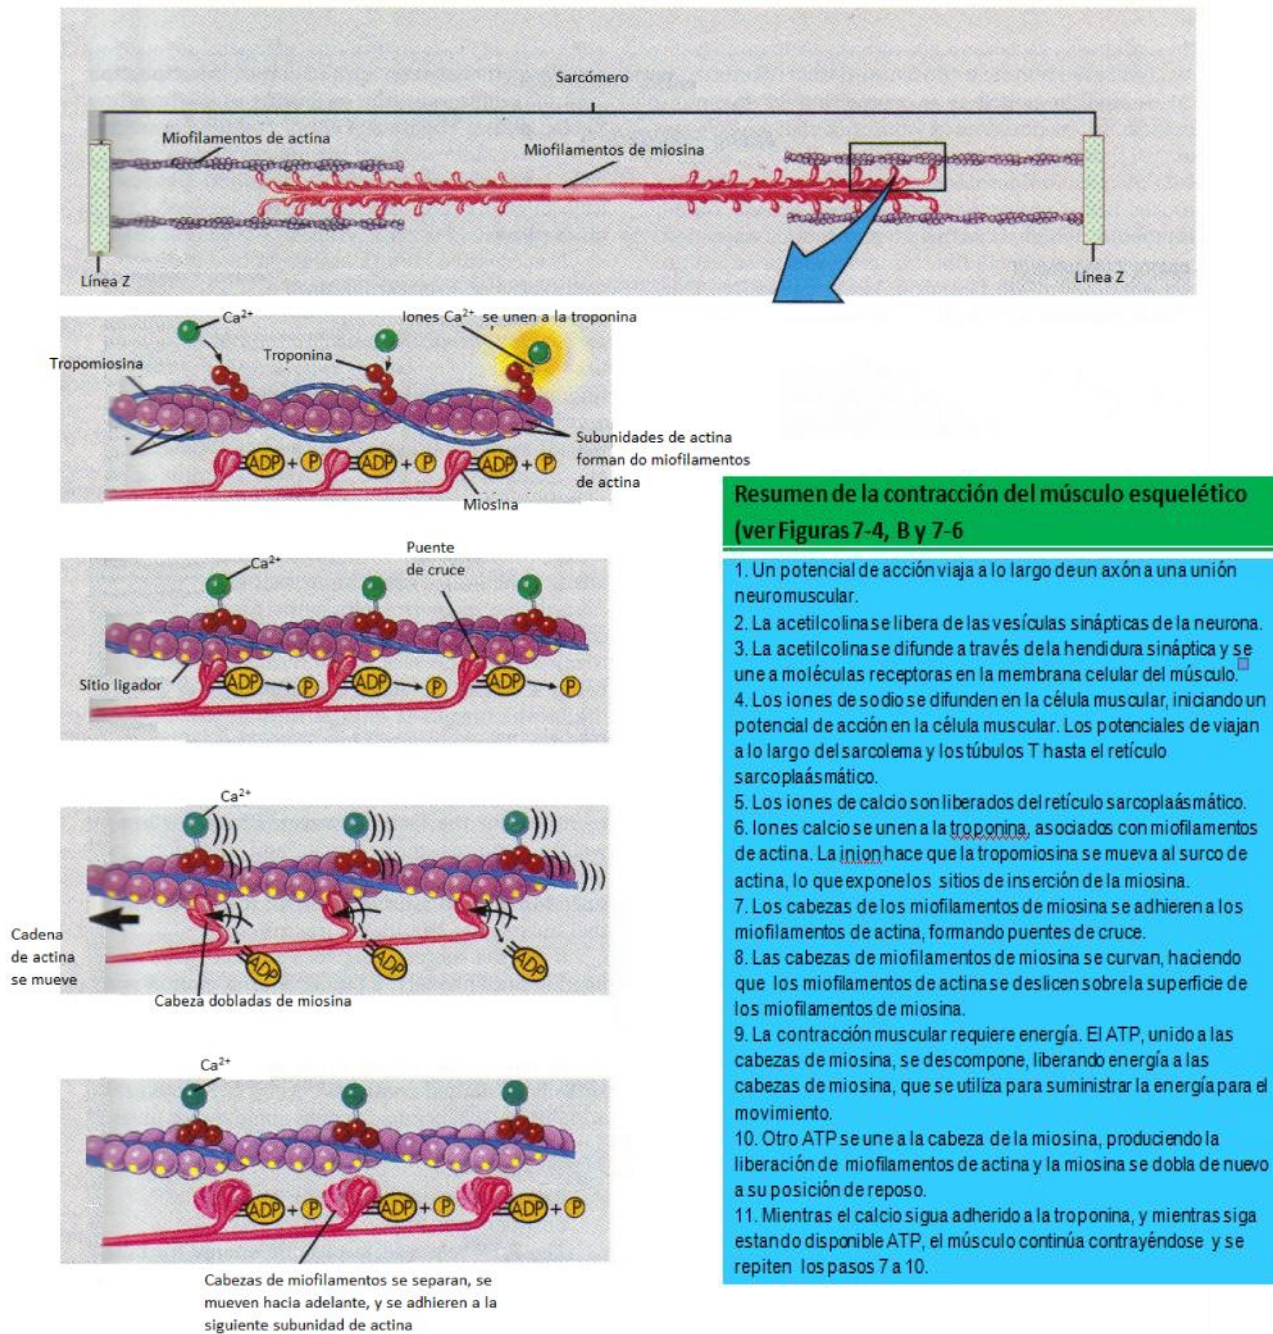 Sarcómero
Miofilamentos de actina
Miofilamentos de miosina
Línea Z
Línea Z
Ca²⁺
Iones Ca²⁺ se unen a la troponina
Tropomiosina
Troponina
Subunidades de actina
forman do miofilamentos
de actina
ADP + P
ADP + P
ADP + P
Miosina
Ca²⁺
Puente
de cruce
Sitio ligador
ADP P
ADP P
ADP P
Ca²⁺
Cadena
de actina
se mueve
ADP
ADP
ADP
Cabeza dobladas de miosina
Ca²⁺
ADP + P
ADP + P
ADP + P
Cabezas de miofilamentos se separan, se
mueven hacia adelante, y se adhieren a la
siguiente subunidad de actina
Resumen de la contracción del músculo esquelético
(ver Figuras 7-4, B y 7-6
1. Un potencial de acción viaja a lo largo de un axón a una unión
neuromuscular.
2. La acetilcolina se libera de las vesículas sinápticas de la neurona.
3. La acetilcolina se difunde a través de la hendidura sináptica y se
une a moléculas receptoras en la membrana celular del músculo.
4. Los iones de sodio se difunden en la célula muscular, iniciando un
potencial de acción en la célula muscular. Los potenciales de viajan
a lo largo del sarcolema y los túbulos T hasta el retículo
sarcoplaásmático.
5. Los iones de calcio son liberados del retículo sarcoplaásmático.
6. Iones calcio se unen a la troponina, asociados con miofilamentos
de actina. La inion hace que la tropomiosina se mueva al surco de
actina, lo que expone los sitios de inserción de la miosina.
7. Los cabezas de los miofilamentos de miosina se adhieren a los
miofilamentos de actina, formando puentes de cruce.
8. Las cabezas de miofilamentos de miosina se curvan, haciendo
que los miofilamentos de actina se deslicen sobre la superficie de
los miofilamentos de miosina.
9. La contracción muscular requiere energía. El ATP, unido a las
cabezas de miosina, se descompone, liberando energía a las
cabezas de miosina, que se utiliza para suministrar la energía para el
movimiento.
10. Otro ATP se une a la cabeza de la miosina, produciendo la
liberación de miofilamentos de actina y la miosina se dobla de nuevo
a su posición de reposo.
11. Mientras el calcio sigua adherido a la troponina, y mientras siga
estando disponible ATP, el músculo continúa contrayéndose y se
repiten los pasos 7 a 10.